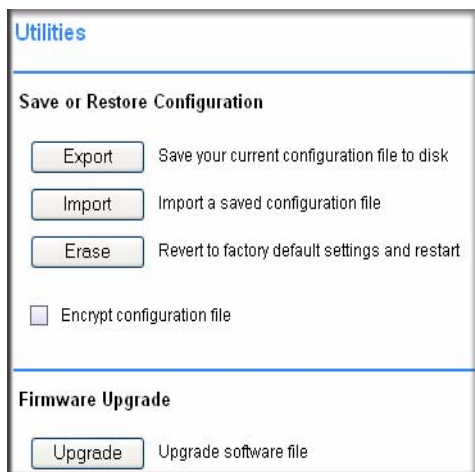 Utilities
Save or Restore Configuration
Export Save your current configuration file to disk
Import Import a saved configuration file
Erase Revert to factory default settings and restart
Encrypt configuration file
Firmware Upgrade
Upgrade Upgrade software file